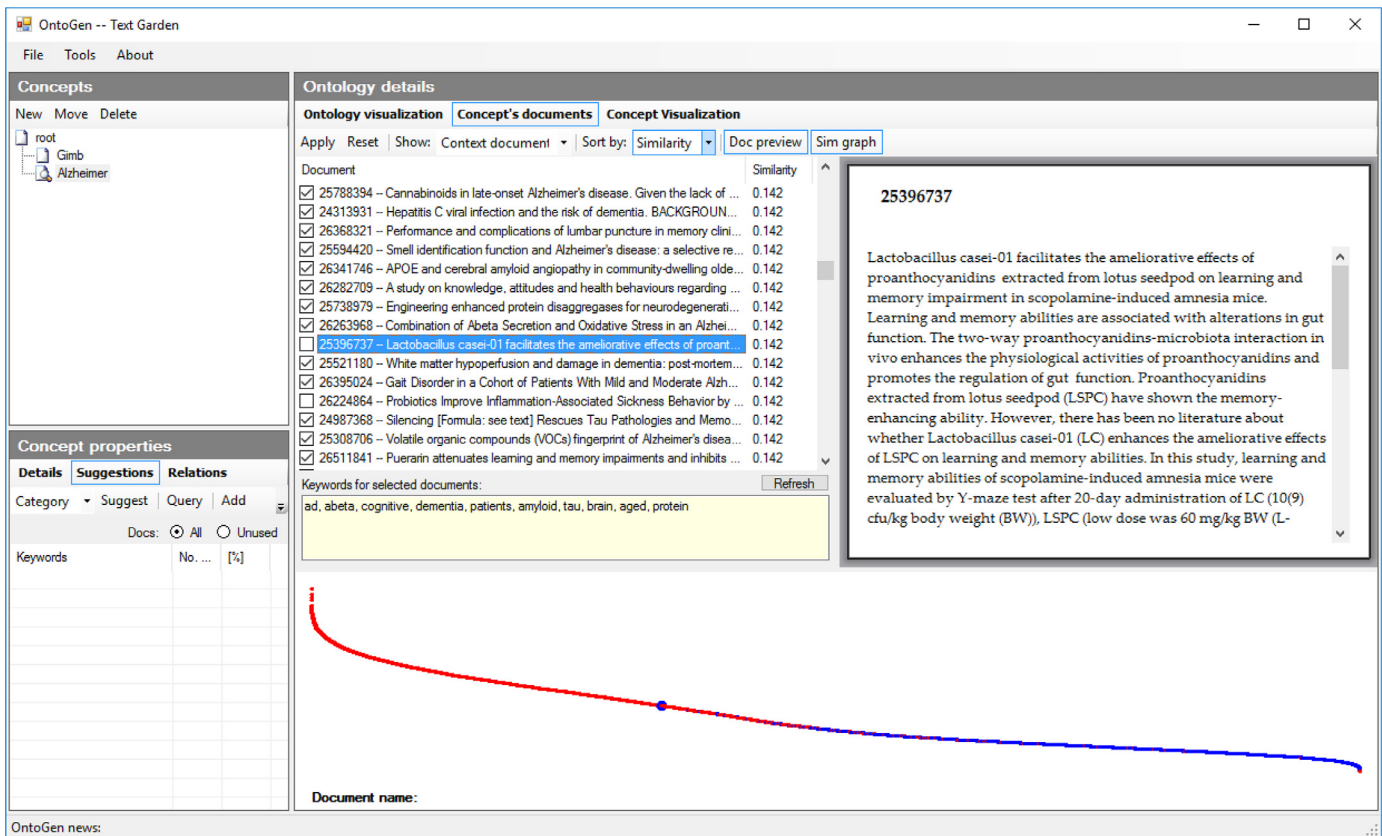 OntoGen -- Text Garden
File Tools About
Concepts
New Move Delete
root
Gimb
Alzheimer
Concept properties
Details Suggestions Relations
Category Suggest Query Add
Docs: All Unused
Keywords No. ... [%]
Ontology details
Ontology visualization Concept's documents Concept Visualization
Apply Reset Show: Context document Sort by: Similarity Doc preview Sim graph
Document Similarity
25788394 -- Cannabinoids in late-onset Alzheimer's disease. Given the lack of ... 0.142
24313931 -- Hepatitis C viral infection and the risk of dementia. BACKGROUN... 0.142
26368321 -- Performance and complications of lumbar puncture in memory clini... 0.142
25594420 -- Smell identification function and Alzheimer's disease: a selective re... 0.142
26341746 -- APOE and cerebral amyloid angiopathy in community-dwelling olde... 0.142
26282709 -- A study on knowledge, attitudes and health behaviours regarding ... 0.142
25738979 -- Engineering enhanced protein disaggregases for neurodegenerati... 0.142
26263968 -- Combination of Abeta Secretion and Oxidative Stress in an Alzhei... 0.142
25396737 -- Lactobacillus casei-01 facilitates the ameliorative effects of proant... 0.142
25521180 -- White matter hypoperfusion and damage in dementia: post-mortem... 0.142
26395024 -- Gait Disorder in a Cohort of Patients With Mild and Moderate Alzh... 0.142
26224864 -- Probiotics Improve Inflammation-Associated Sickness Behavior by ... 0.142
24987368 -- Silencing [Formula: see text] Rescues Tau Pathologies and Memo... 0.142
25308706 -- Volatile organic compounds (VOCs) fingerprint of Alzheimer's disea... 0.142
26511841 -- Puerarin attenuates learning and memory impairments and inhibits ... 0.142
Keywords for selected documents: Refresh
ad, abeta, cognitive, dementia, patients, amyloid, tau, brain, aged, protein
25396737
Lactobacillus casei-01 facilitates the ameliorative effects of
proanthocyanidins extracted from lotus seedpod on learning and
memory impairment in scopolamine-induced amnesia mice.
Learning and memory abilities are associated with alterations in gut
function. The two-way proanthocyanidins-microbiota interaction in
vivo enhances the physiological activities of proanthocyanidins and
promotes the regulation of gut function. Proanthocyanidins
extracted from lotus seedpod (LSPC) have shown the memory-
enhancing ability. However, there has been no literature about
whether Lactobacillus casei-01 (LC) enhances the ameliorative effects
of LSPC on learning and memory abilities. In this study, learning and
memory abilities of scopolamine-induced amnesia mice were
evaluated by Y-maze test after 20-day administration of LC (10(9)
cfu/kg body weight (BW)), LSPC (low dose was 60 mg/kg BW (L-
Document name:
OntoGen news: